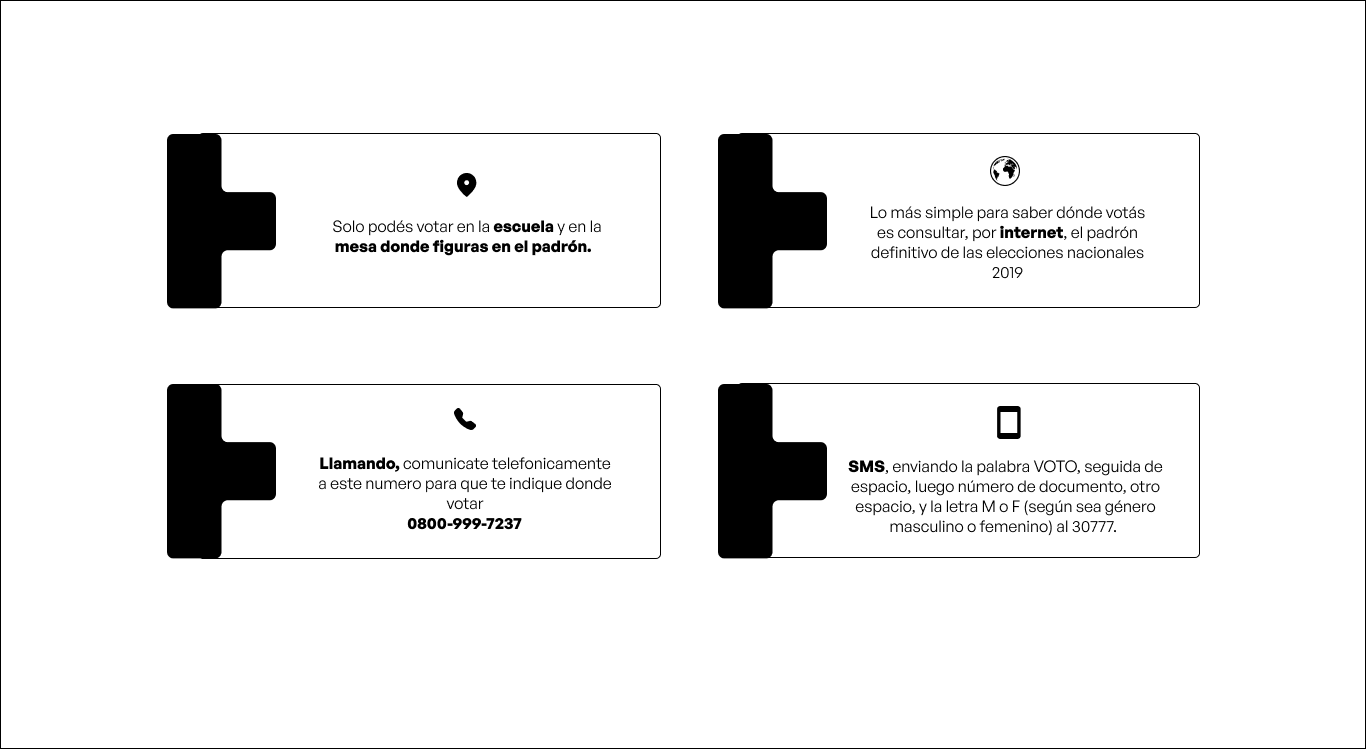 Solo podés votar en la escuela y en la
mesa donde figuras en el padrón.
Lo más simple para saber dónde votás
es consultar, por internet, el padrón
definitivo de las elecciones nacionales
2019
Llamando, comunicate telefonicamente
a este numero para que te indique donde
votar
0800-999-7237
SMS, enviando la palabra VOTO, seguida de
espacio, luego número de documento, otro
espacio, y la letra M o F (según sea género
masculino o femenino) al 30777.